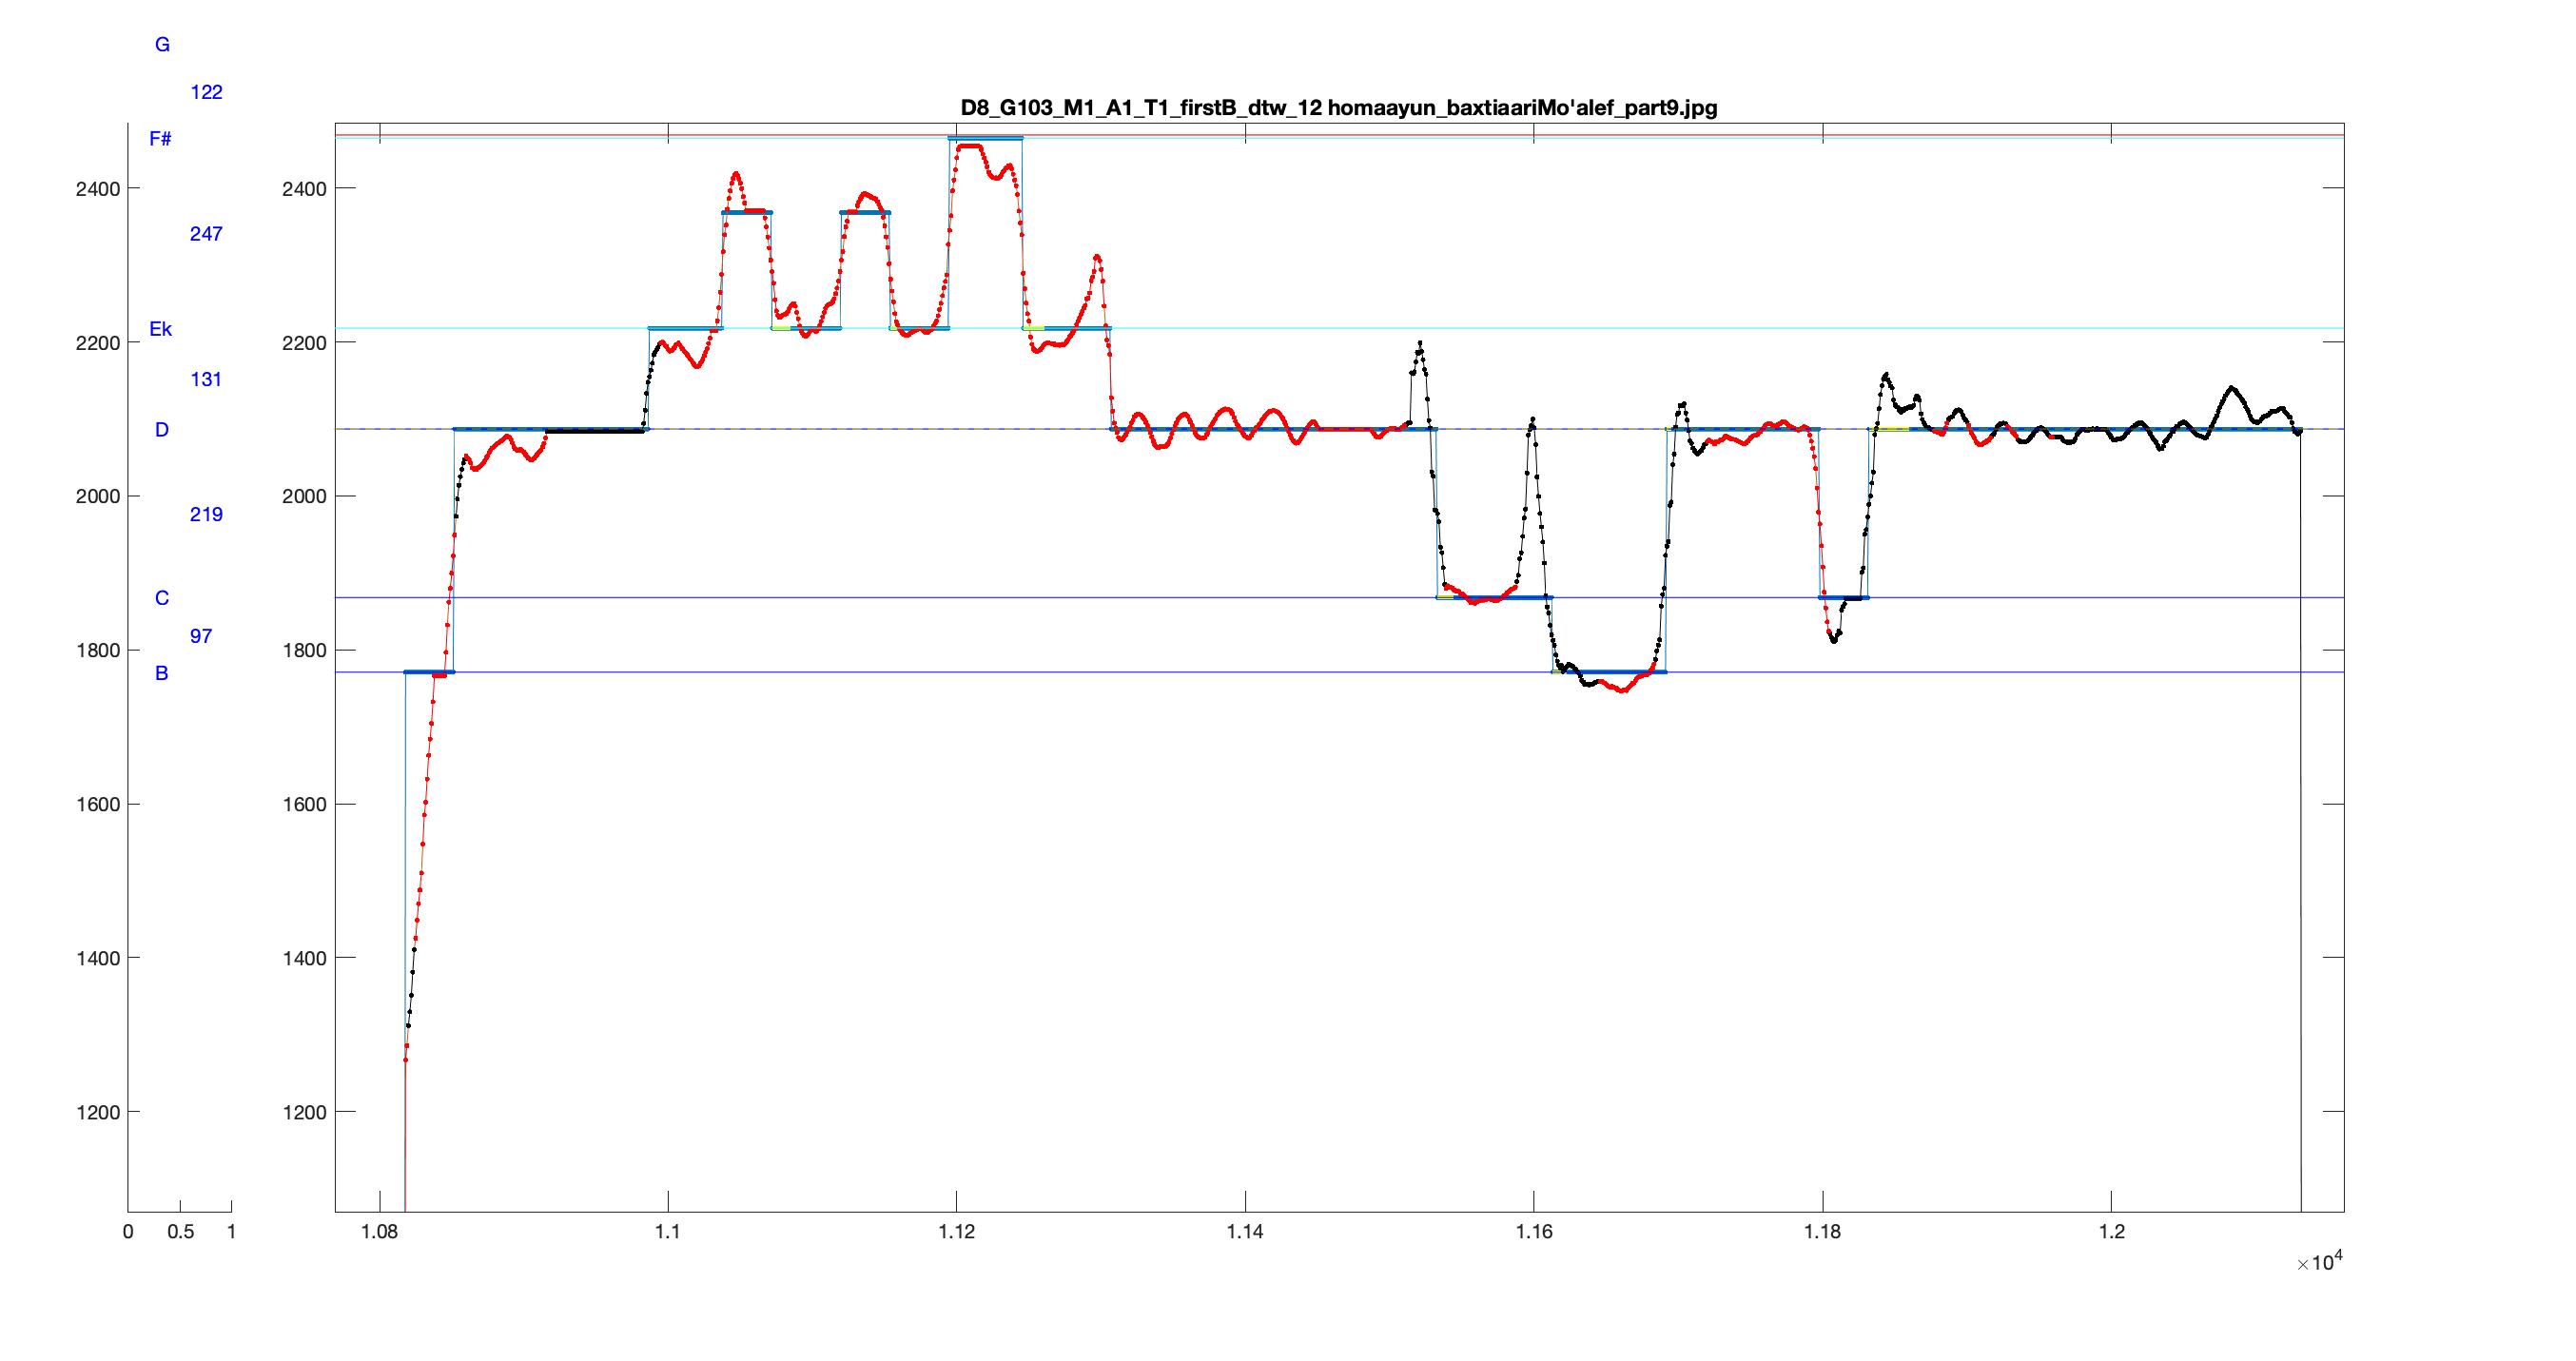 G
122
D8_G103_M1_A1_T1_firstB_dtw_12 homaayun_baxtiaariMo'alef_part9.jpg
F#
2400 2400
247
Ek
2200 2200
131
D
2000 2000
219
C
97
1800 1800
B
1600 1600
1400 1400
1200 1200
0 0.5 1 1.08 1.1 1.12 1.14 1.16 1.18 1.2
×10^4